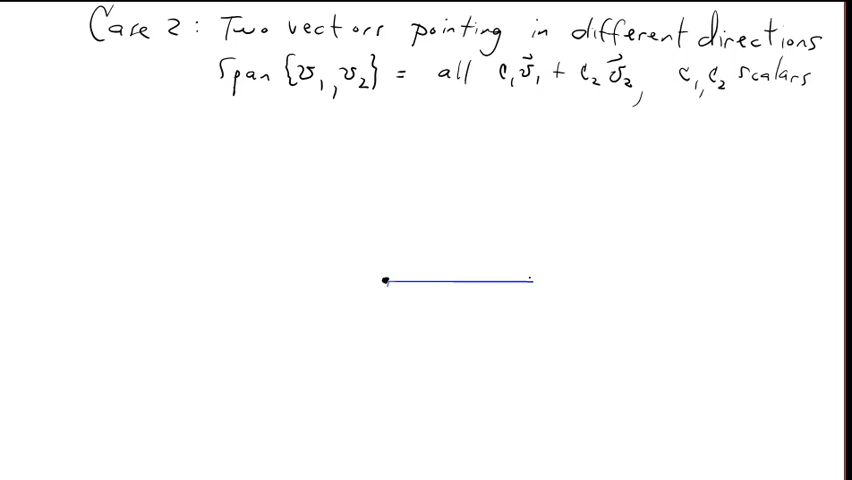 Case 2: Two vectors pointing in different directions
Span {v₁, v₂} = all c₁v⃗₁ + c₂v⃗₂, c₁, c₂ scalars